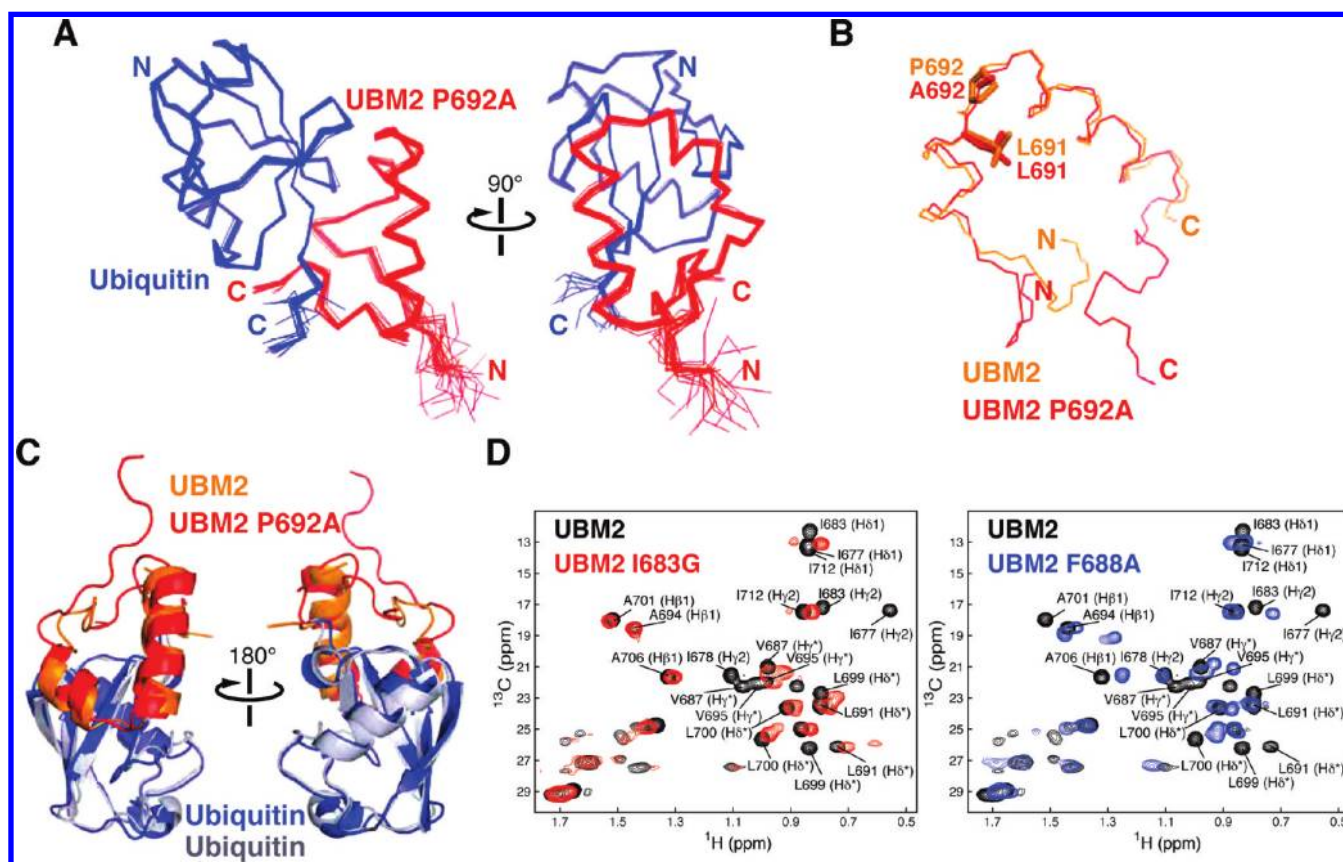 A
N
UBM2 P692A
Ubiquitin
C
C
N
90°
N
C
C
N
B
P692
A692
L691
L691
C
N
N
C
UBM2
UBM2 P692A
C
UBM2
UBM2 P692A
180°
Ubiquitin
Ubiquitin
D
UBM2
UBM2 I683G
I683 (Hδ1)
I677 (Hδ1)
I712 (Hδ1)
A701 (Hβ1)
A694 (Hβ1)
I712 (Hγ2)
I683 (Hγ2)
I677 (Hγ2)
V687 (Hγ*)
A706 (Hβ1)
I678 (Hγ2)
V695 (Hγ*)
L699 (Hδ*)
V687 (Hγ*)
V695 (Hγ*)
L691 (Hδ*)
L700 (Hδ*)
L700 (Hδ*)
L691 (Hδ*)
L699 (Hδ*)
13
15
17
19
21
23
25
27
29
¹³C (ppm)
1.7 1.5 1.3 1.1 0.9 0.7 0.5
¹H (ppm)
UBM2
UBM2 F688A
I683 (Hδ1)
I677 (Hδ1)
I712 (Hδ1)
A701 (Hβ1)
A694 (Hβ1)
I712 (Hγ2)
I683 (Hγ2)
I677 (Hγ2)
V687 (Hγ*)
A706 (Hβ1)
I678 (Hγ2)
V695 (Hγ*)
L699 (Hδ*)
V687 (Hγ*)
V695 (Hγ*)
L691 (Hδ*)
L700 (Hδ*)
L700 (Hδ*)
L691 (Hδ*)
L699 (Hδ*)
13
15
17
19
21
23
25
27
29
¹³C (ppm)
1.7 1.5 1.3 1.1 0.9 0.7 0.5
¹H (ppm)